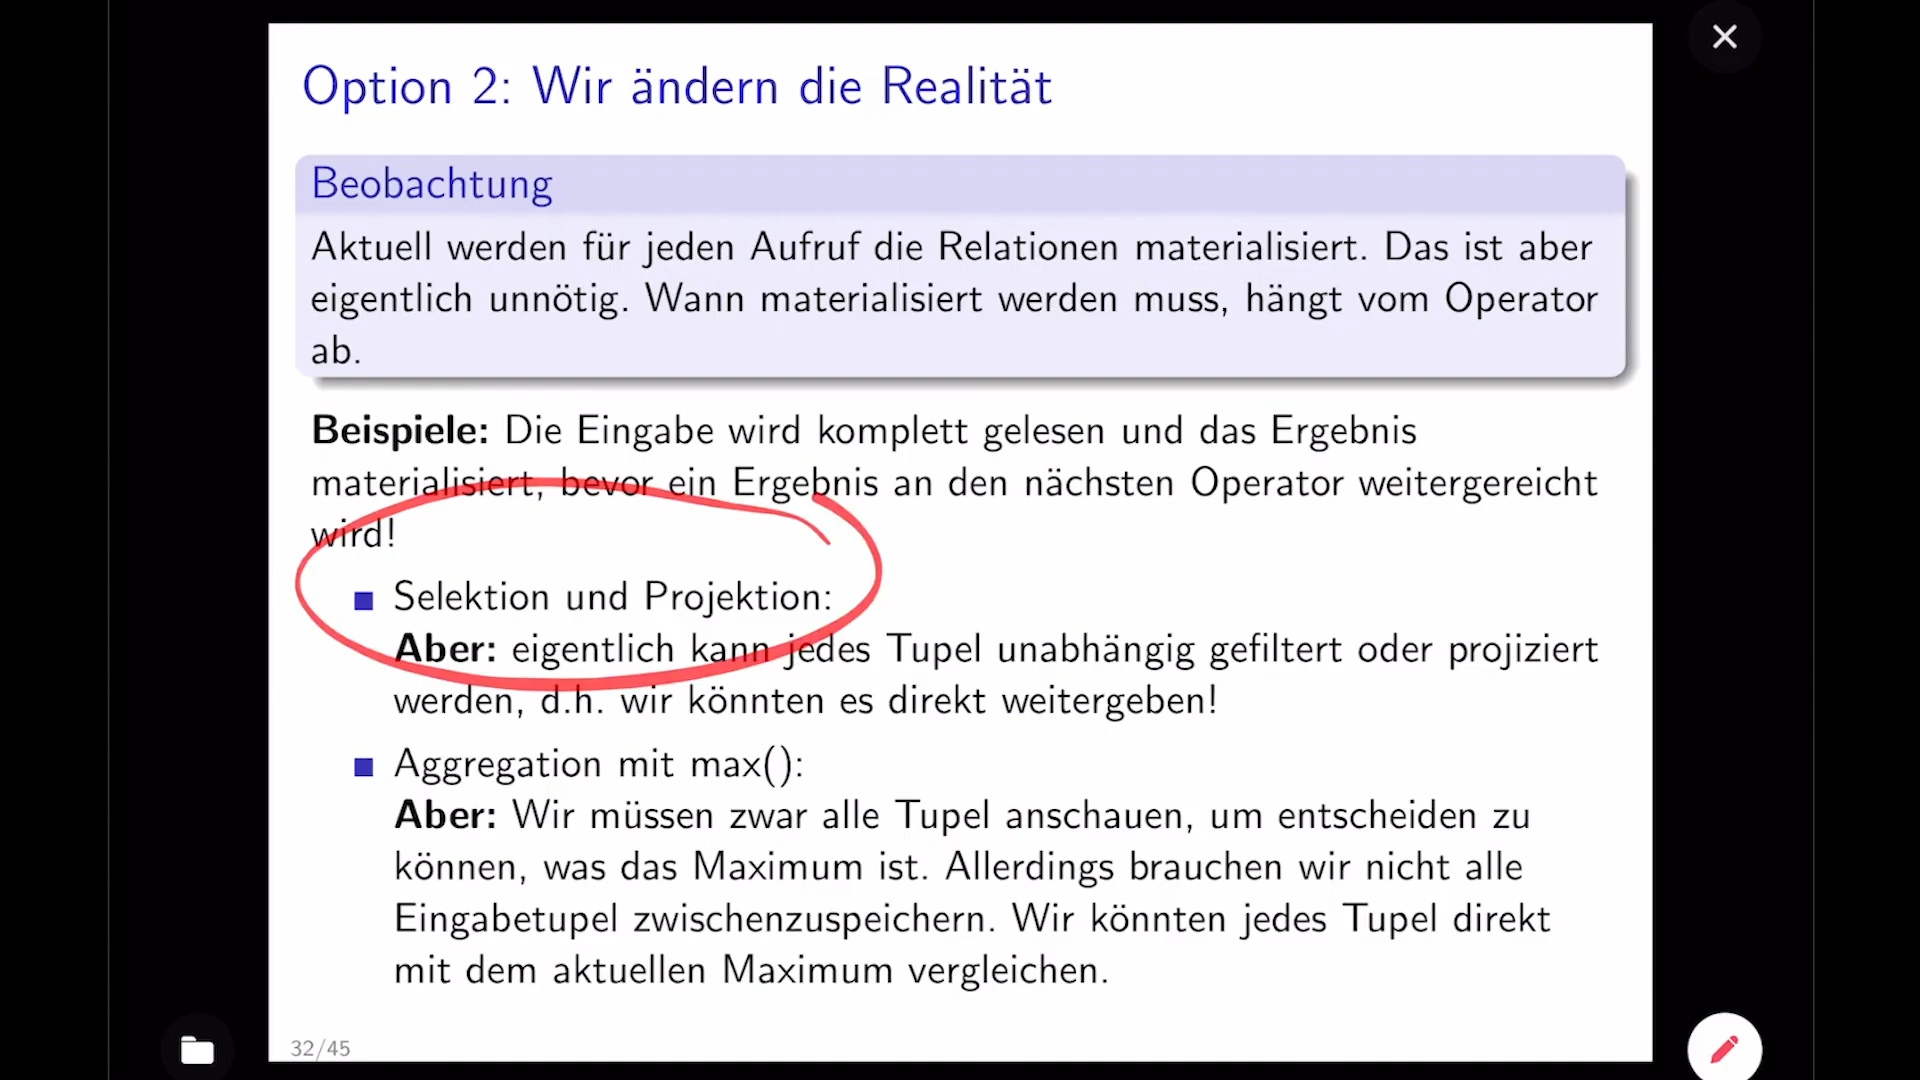 Option 2: Wir ändern die Realität
Beobachtung
Aktuell werden für jeden Aufruf die Relationen materialisiert. Das ist aber
eigentlich unnötig. Wann materialisiert werden muss, hängt vom Operator
ab.
Beispiele: Die Eingabe wird komplett gelesen und das Ergebnis
materialisiert, bevor ein Ergebnis an den nächsten Operator weitergereicht
wird!
Selektion und Projektion:
Aber: eigentlich kann jedes Tupel unabhängig gefiltert oder projiziert
werden, d.h. wir könnten es direkt weitergeben!
Aggregation mit max():
Aber: Wir müssen zwar alle Tupel anschauen, um entscheiden zu
können, was das Maximum ist. Allerdings brauchen wir nicht alle
Eingabetupel zwischenzuspeichern. Wir könnten jedes Tupel direkt
mit dem aktuellen Maximum vergleichen.
32/45